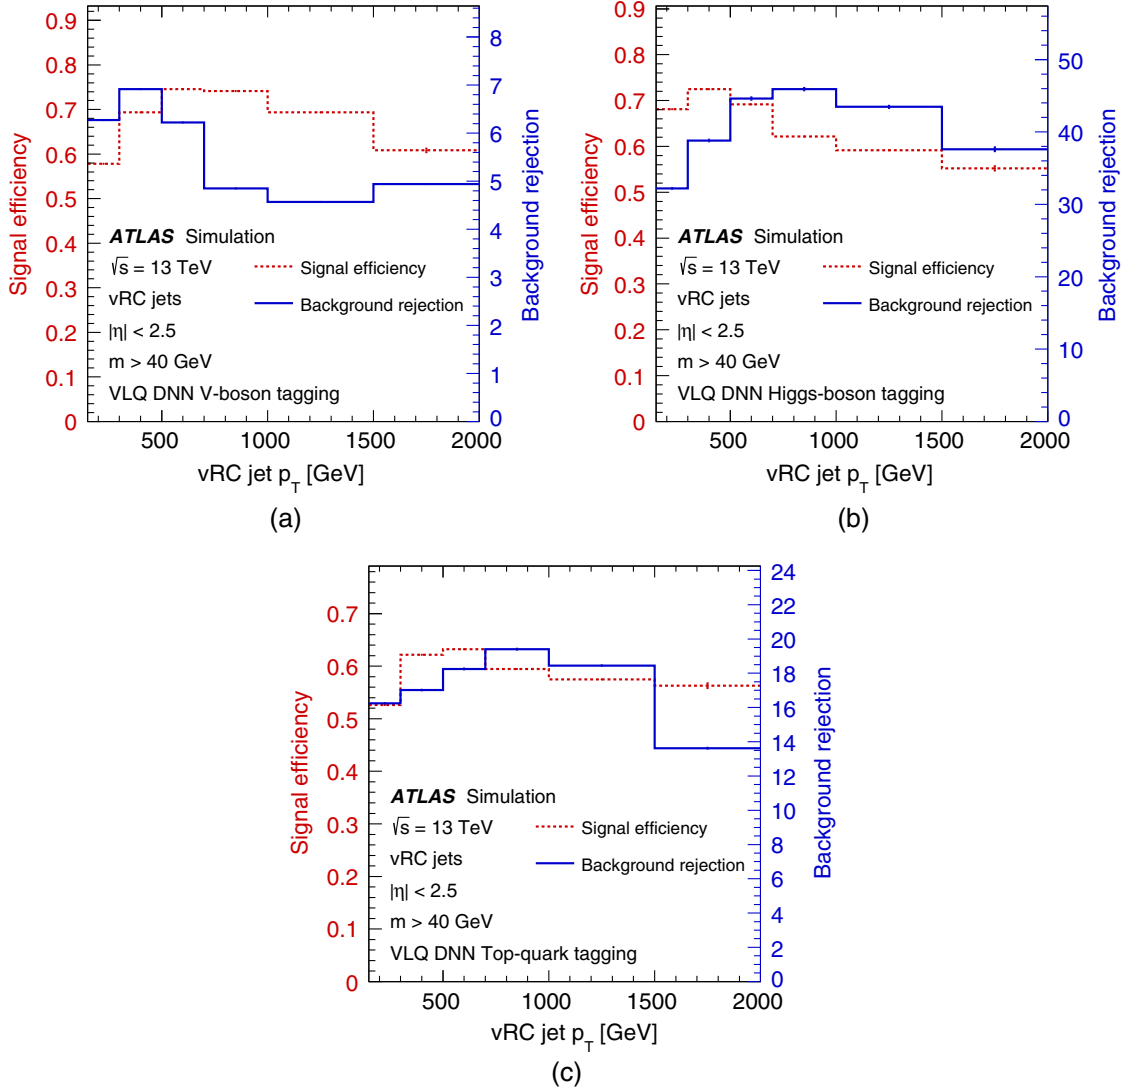 0.9
0.8
0.7
0.6
0.5
0.4
0.3
0.2
0.1
0
Signal efficiency
ATLAS Simulation
√s = 13 TeV
vRC jets
|η| < 2.5
m > 40 GeV
VLQ DNN V-boson tagging
Signal efficiency
Background rejection
8
7
6
5
4
3
2
1
0
Background rejection
500 1000 1500 2000
vRC jet pT [GeV]
(a)
0.9
0.8
0.7
0.6
0.5
0.4
0.3
0.2
0.1
0
Signal efficiency
ATLAS Simulation
√s = 13 TeV
vRC jets
|η| < 2.5
m > 40 GeV
VLQ DNN Higgs-boson tagging
Signal efficiency
Background rejection
50
40
30
20
10
0
Background rejection
500 1000 1500 2000
vRC jet pT [GeV]
(b)
0.7
0.6
0.5
0.4
0.3
0.2
0.1
0
Signal efficiency
ATLAS Simulation
√s = 13 TeV
vRC jets
|η| < 2.5
m > 40 GeV
VLQ DNN Top-quark tagging
Signal efficiency
Background rejection
24
22
20
18
16
14
12
10
8
6
4
2
0
Background rejection
500 1000 1500 2000
vRC jet pT [GeV]
(c)